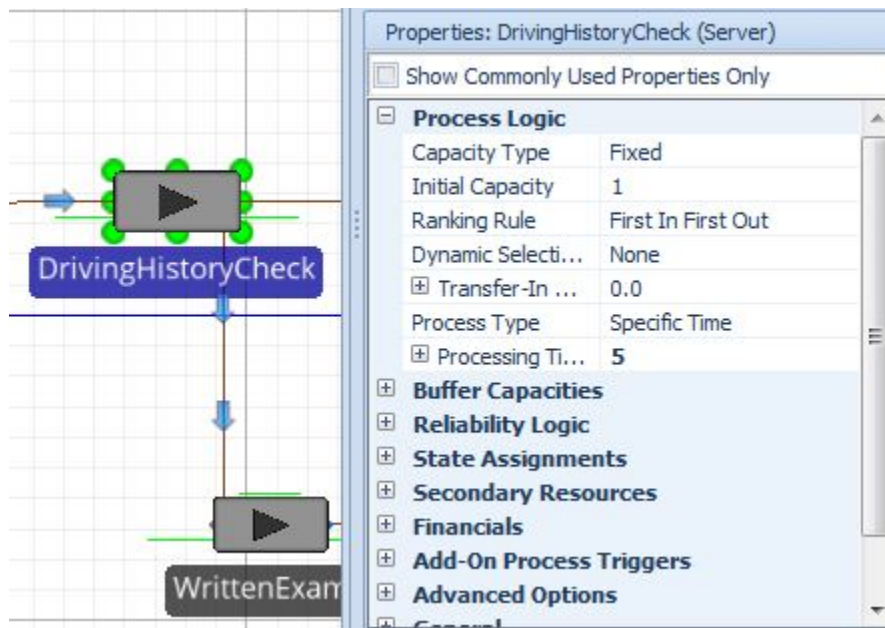 Properties: DrivingHistoryCheck (Server)
Show Commonly Used Properties Only
Process Logic
Capacity Type Fixed
Initial Capacity 1
Ranking Rule First In First Out
Dynamic Selecti... None
Transfer-In ... 0.0
Process Type Specific Time
Processing Ti... 5
Buffer Capacities
Reliability Logic
State Assignments
Secondary Resources
Financials
Add-On Process Triggers
Advanced Options
General
DrivingHistoryCheck
WrittenExam